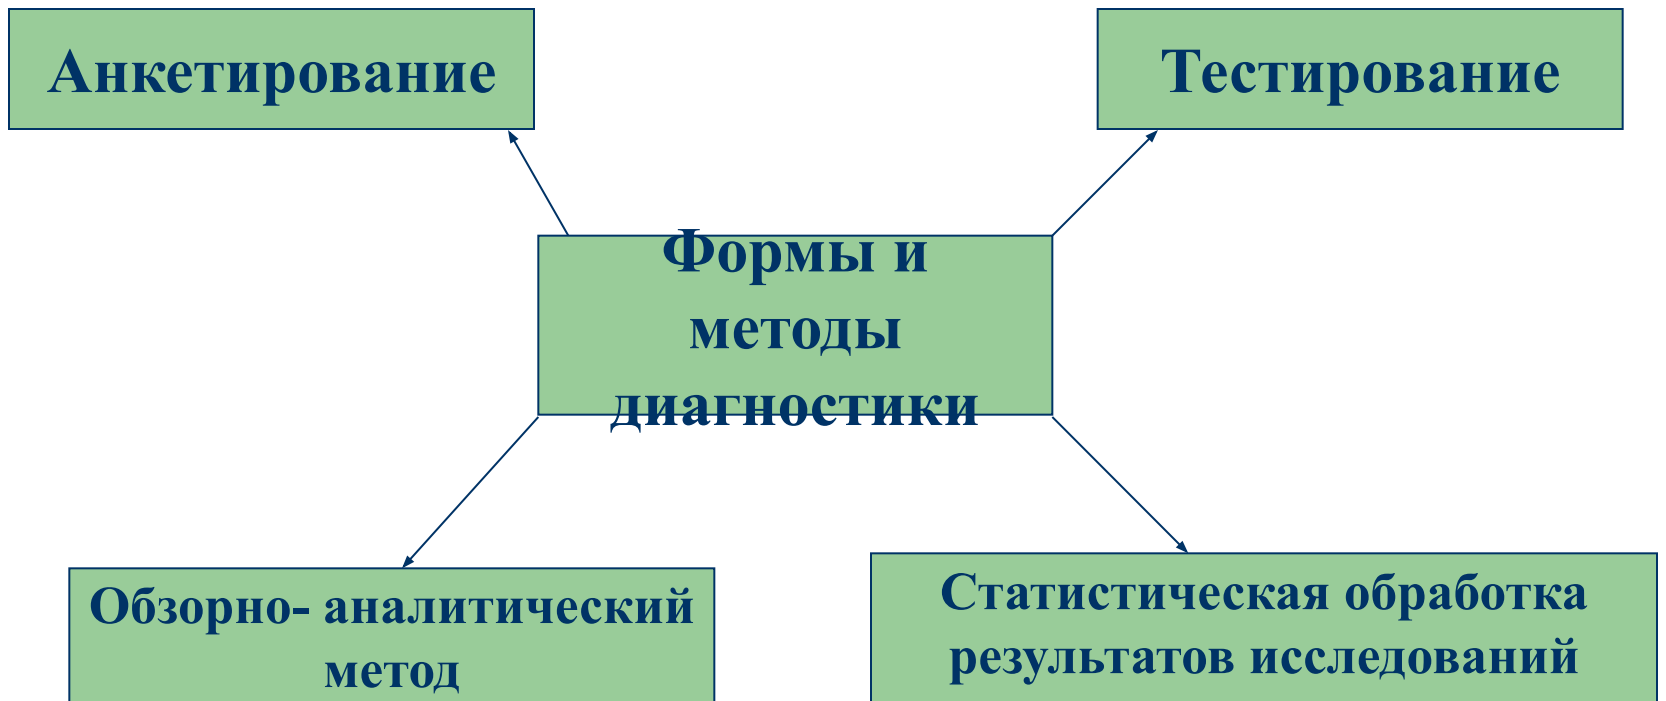 Анкетирование
Тестирование
Формы и
методы
диагностики
Обзорно- аналитический
метод
Статистическая обработка
результатов исследований